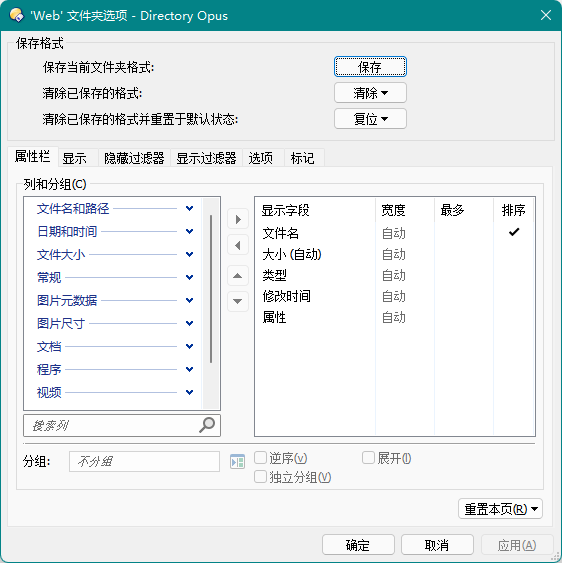 'Web' 文件夹选项 - Directory Opus
保存格式
保存当前文件夹格式:
保存
清除已保存的格式:
清除
清除已保存的格式并重置于默认状态:
复位
属性栏 显示 隐藏过滤器 显示过滤器 选项 标记
列和分组(C)
文件名和路径
日期和时间
文件大小
常规
图片元数据
图片尺寸
文档
程序
视频
搜索列
显示字段 宽度 最多 排序
文件名 自动
大小 (自动) 自动
类型 自动
修改时间 自动
属性 自动
分组: 不分组
逆序(v) 展开(I)
独立分组(V)
重置本页(R)
确定 取消 应用(A)